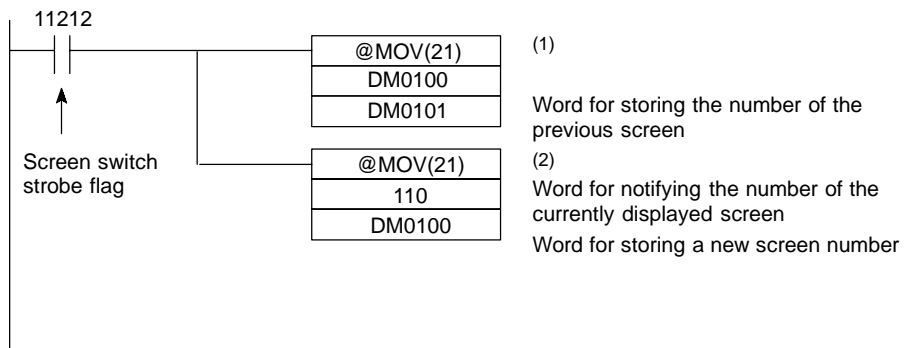 11212
@MOV(21)
(1)
DM0100
DM0101
Word for storing the number of the
previous screen
Screen switch
strobe flag
@MOV(21)
(2)
110
Word for notifying the number of the
currently displayed screen
DM0100
Word for storing a new screen number